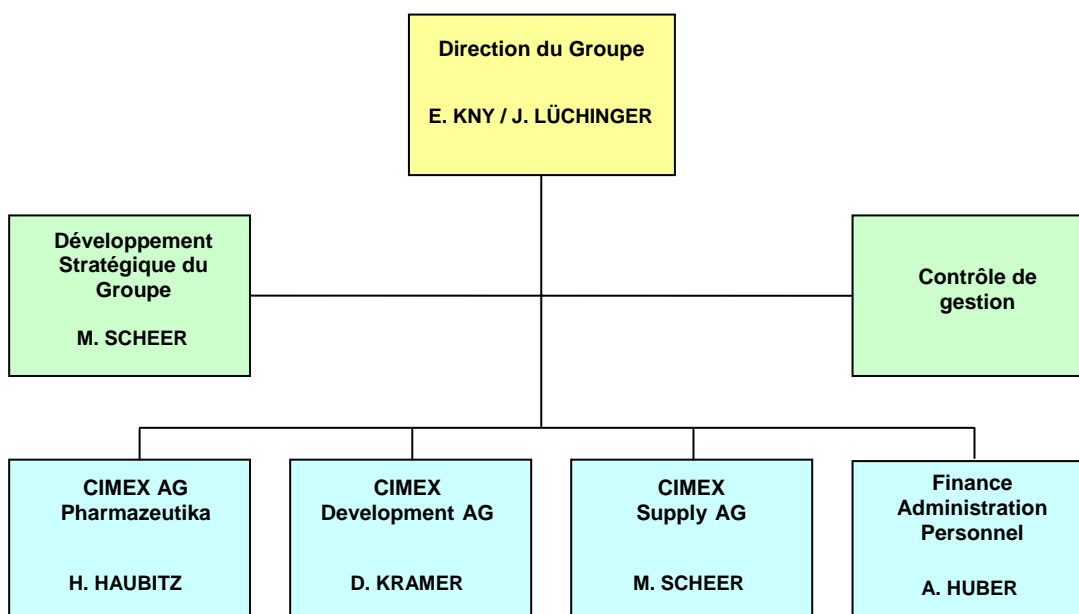 Direction du Groupe
E. KNY / J. LÜCHINGER
Développement
Stratégique du
Groupe
M. SCHEER
Contrôle de
gestion
CIMEX AG
Pharmazeutika
H. HAUBITZ
CIMEX
Development AG
D. KRAMER
CIMEX
Supply AG
M. SCHEER
Finance
Administration
Personnel
A. HUBER